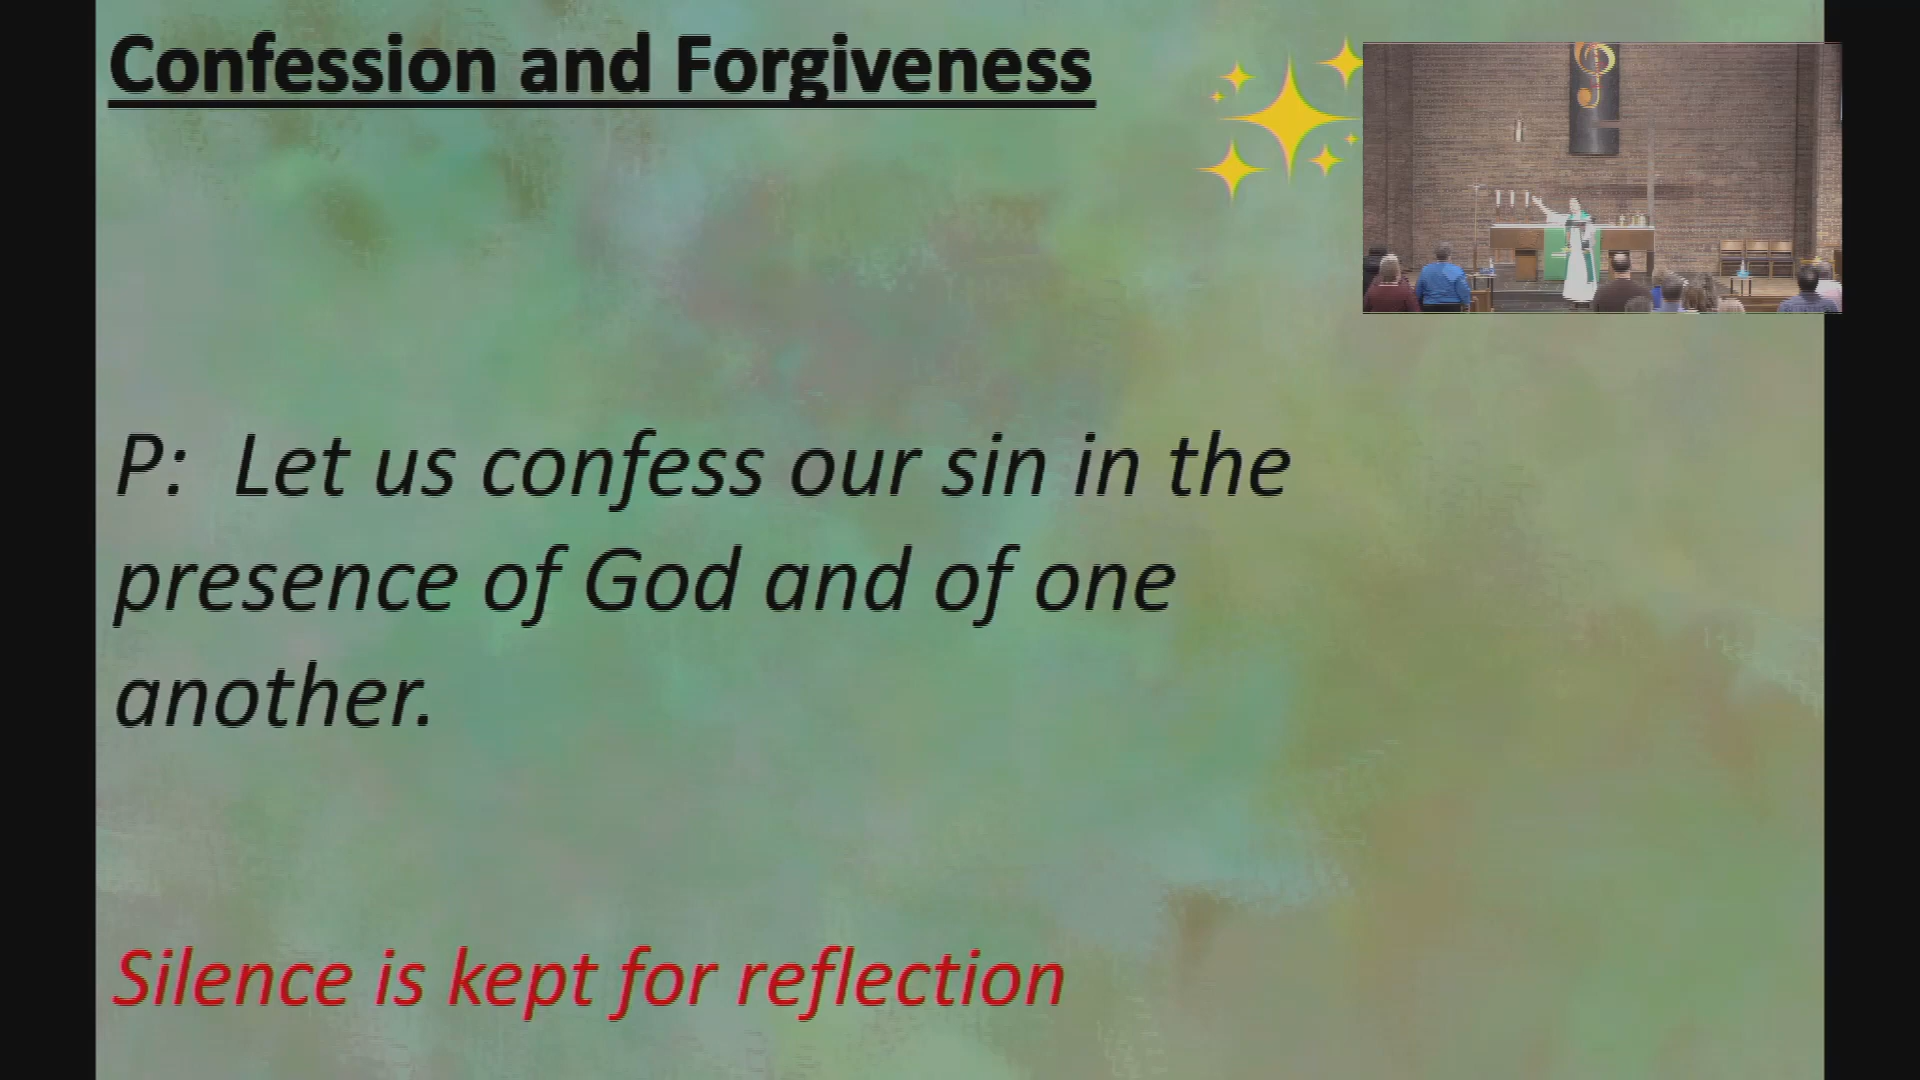 Confession and Forgiveness
P: Let us confess our sin in the
presence of God and of one
another.
Silence is kept for reflection